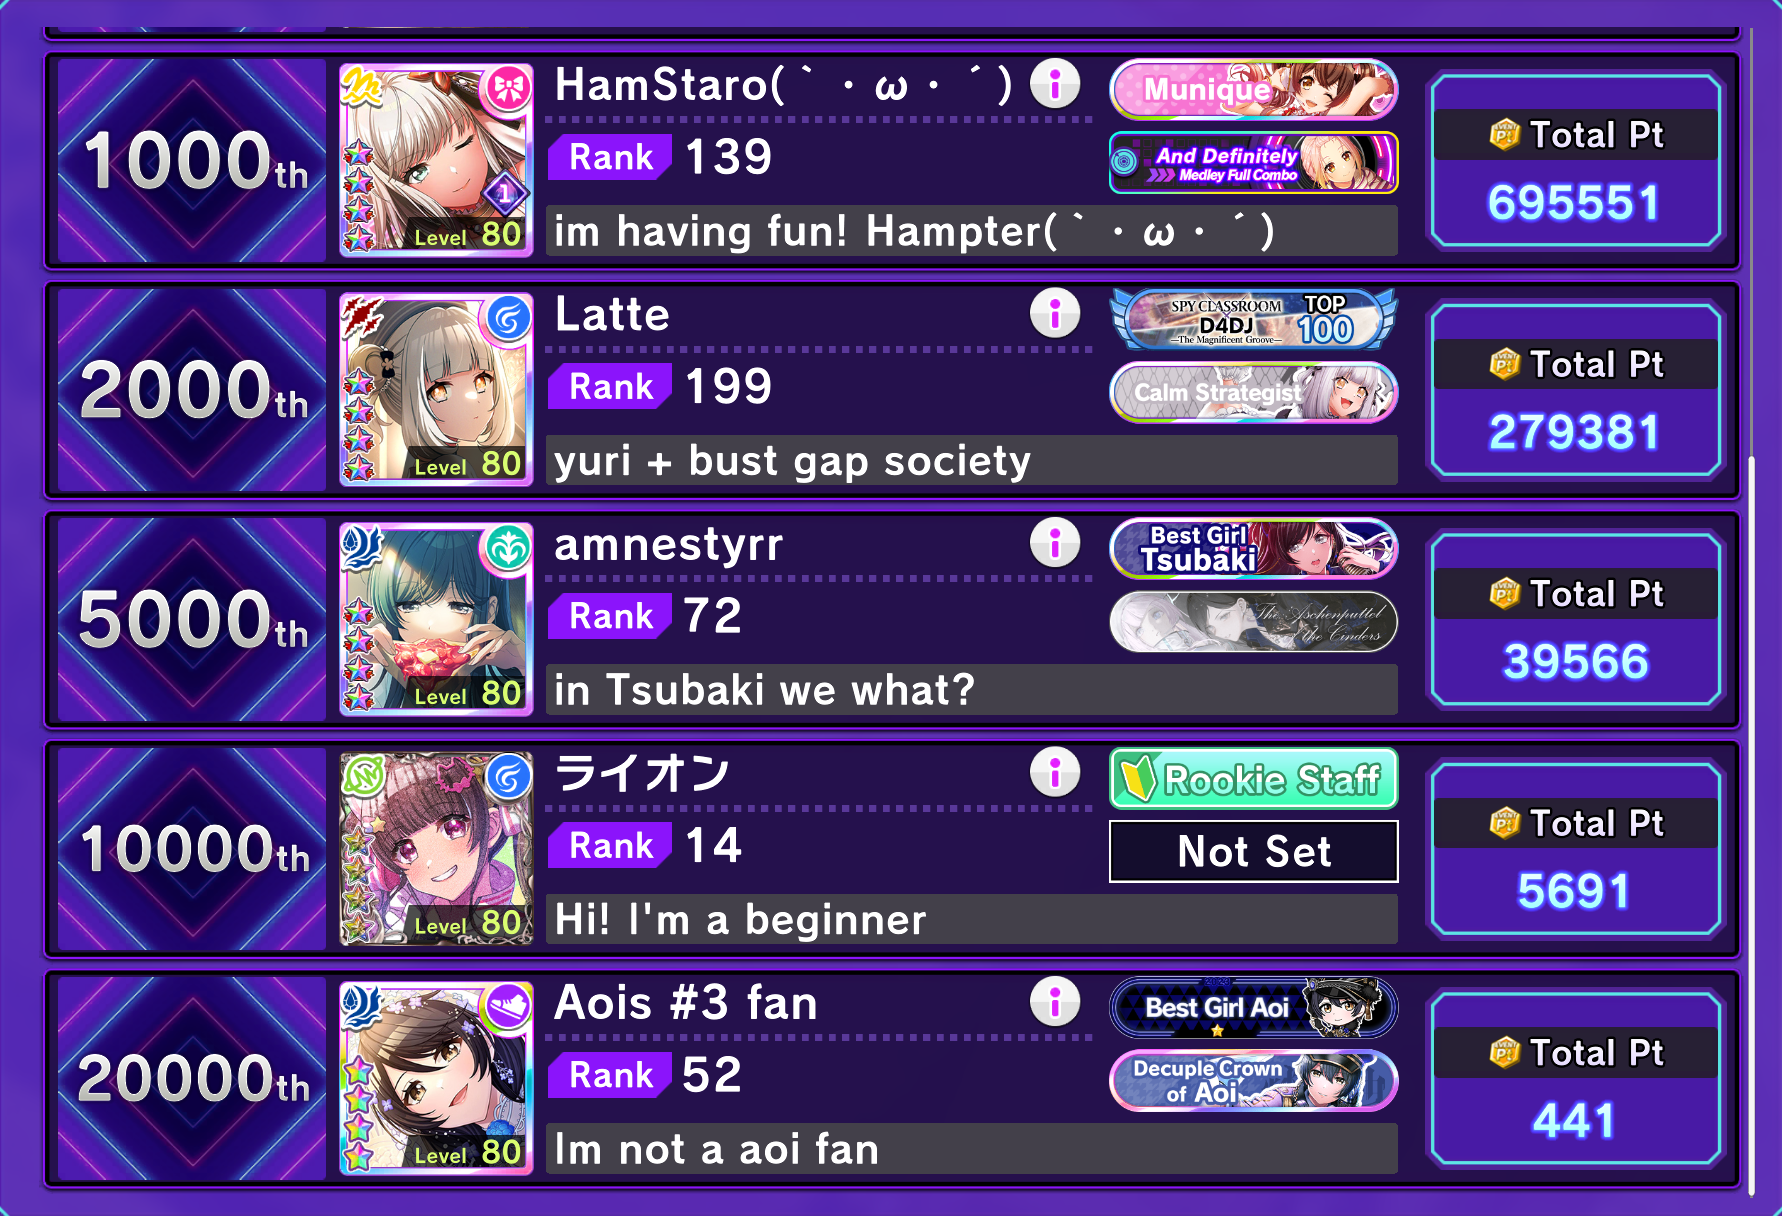 1000th
HamStaro(｀・ω・´)
Rank 139
im having fun! Hampter(｀・ω・´)
Level 80
Munique
And Definitely
Medley Full Combo
Total Pt
695551
2000th
Latte
Rank 199
yuri + bust gap society
Level 80
SPY CLASSROOM
×
D4DJ
—The Magnificent Groove—
TOP
100
Calm Strategist
Total Pt
279381
5000th
amnestyrr
Rank 72
in Tsubaki we what?
Level 80
Best Girl
Tsubaki
The Aschenputtel
of the Cinders
Total Pt
39566
10000th
ライオン
Rank 14
Hi! I'm a beginner
Level 80
Rookie Staff
Not Set
Total Pt
5691
20000th
Aois #3 fan
Rank 52
Im not a aoi fan
Level 80
Best Girl Aoi
Decuple Crown
of Aoi
Total Pt
441